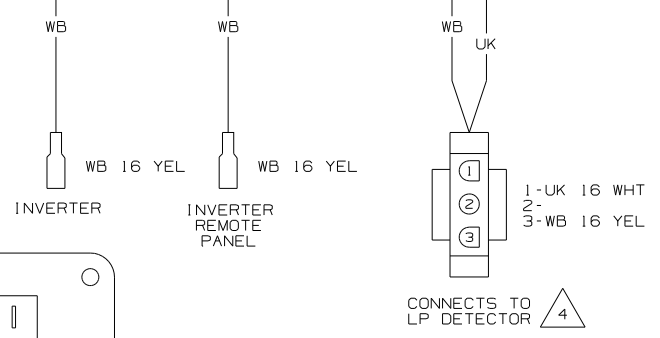 WB
WB
WB
UK
WB 16 YEL
WB 16 YEL
INVERTER
INVERTER
REMOTE
PANEL
1
2
3
1-UK 16 WHT
2-
3-WB 16 YEL
CONNECTS TO
LP DETECTOR
4